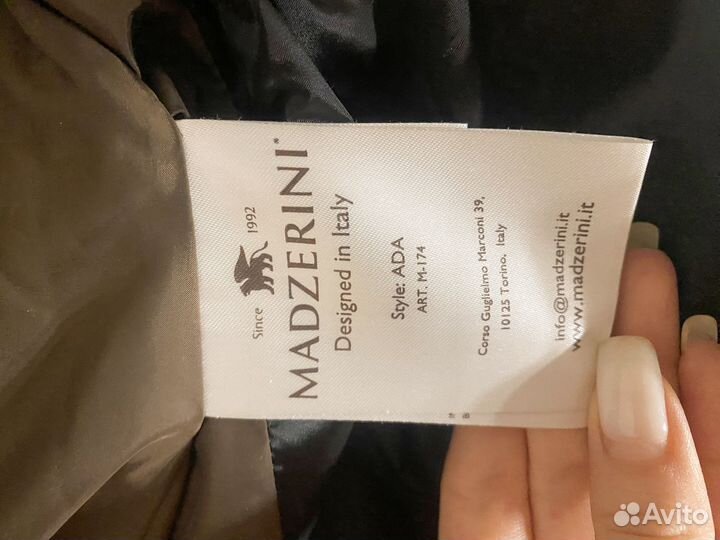 Since 1992
MADZERINI
Designed in Italy
Style: ADA
ART. M-174
Corso Guglielmo Marconi 39,
10125 Torino, Italy
info@madzerini.it
www.madzerini.it
Avito